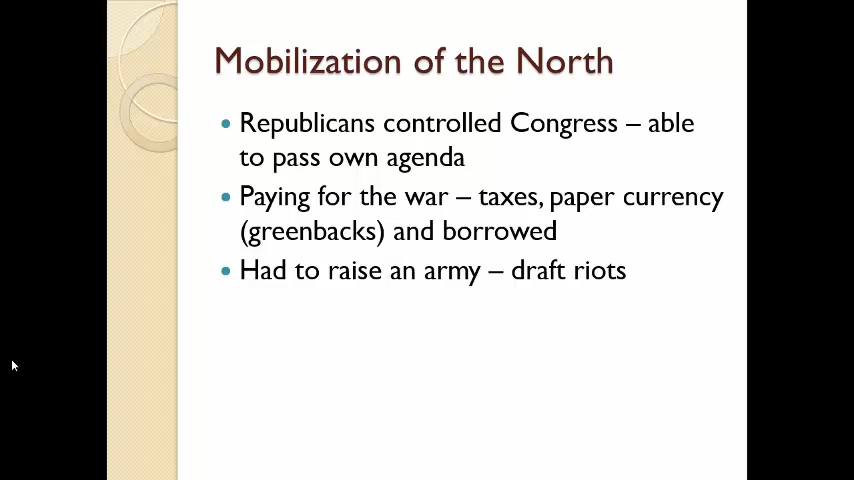 Mobilization of the North
• Republicans controlled Congress – able
to pass own agenda
• Paying for the war – taxes, paper currency
(greenbacks) and borrowed
• Had to raise an army – draft riots